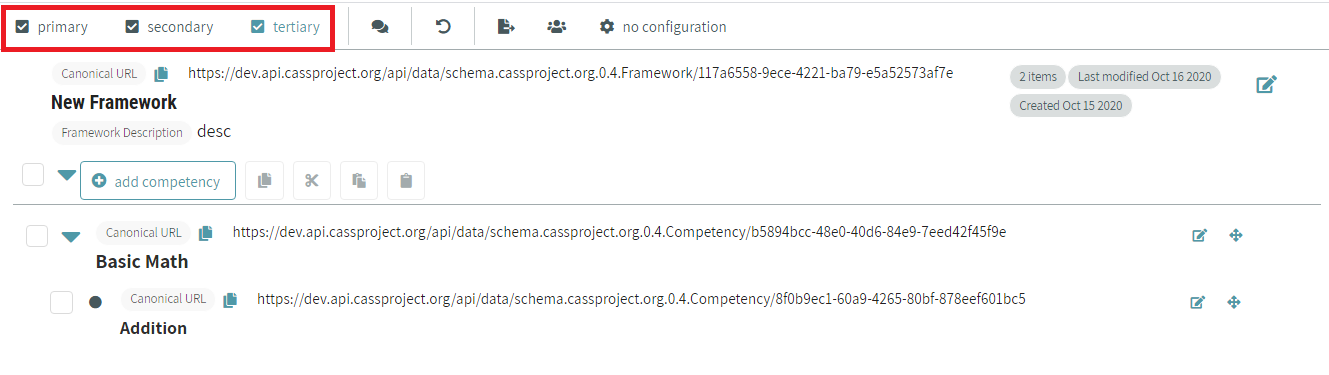 primary secondary tertiary no configuration
Canonical URL https://dev.api.cassproject.org/api/data/schema.cassproject.org.0.4.Framework/117a6558-9ece-4221-ba79-e5a52573af7e 2 items Last modified Oct 16 2020
New Framework Created Oct 15 2020
Framework Description desc
add competency
Canonical URL https://dev.api.cassproject.org/api/data/schema.cassproject.org.0.4.Competency/b5894bcc-48e0-40d6-84e9-7eed42f45f9e
Basic Math
Canonical URL https://dev.api.cassproject.org/api/data/schema.cassproject.org.0.4.Competency/8f0b9ec1-60a9-4265-80bf-878eef601bc5
Addition